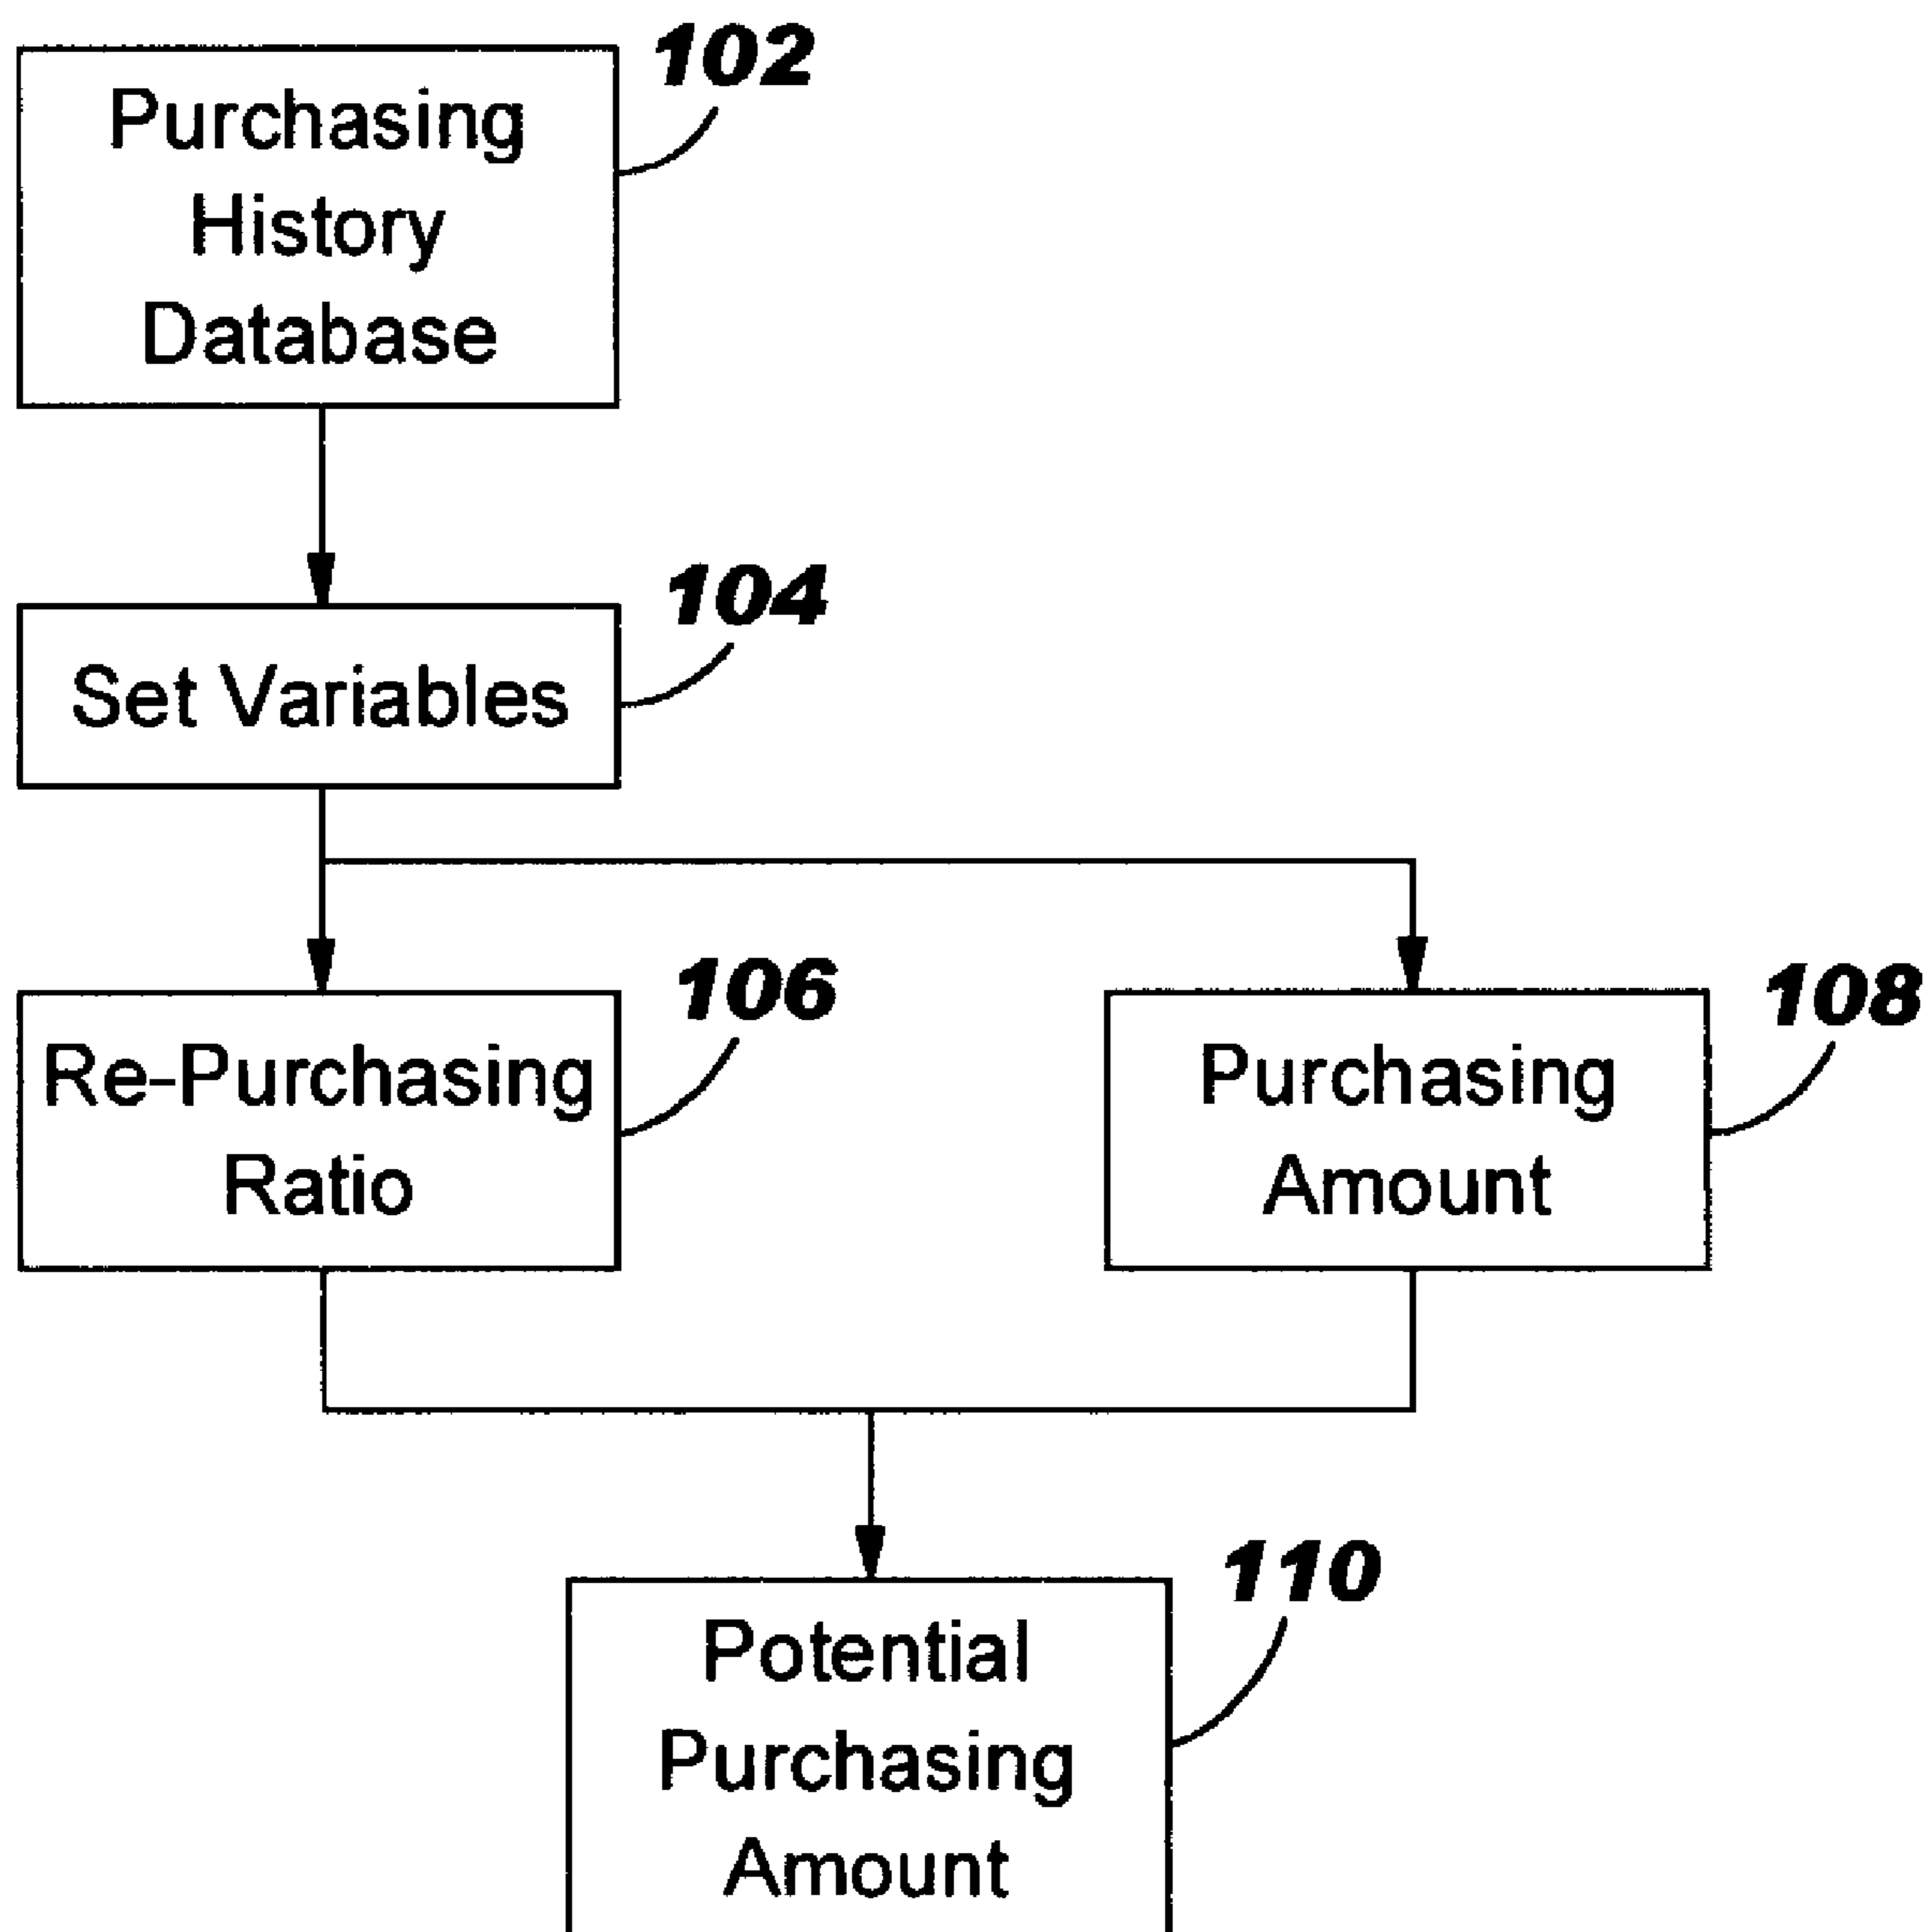 102
Purchasing
History
Database
104
Set Variables
106
Re-Purchasing
Ratio
108
Purchasing
Amount
110
Potential
Purchasing
Amount